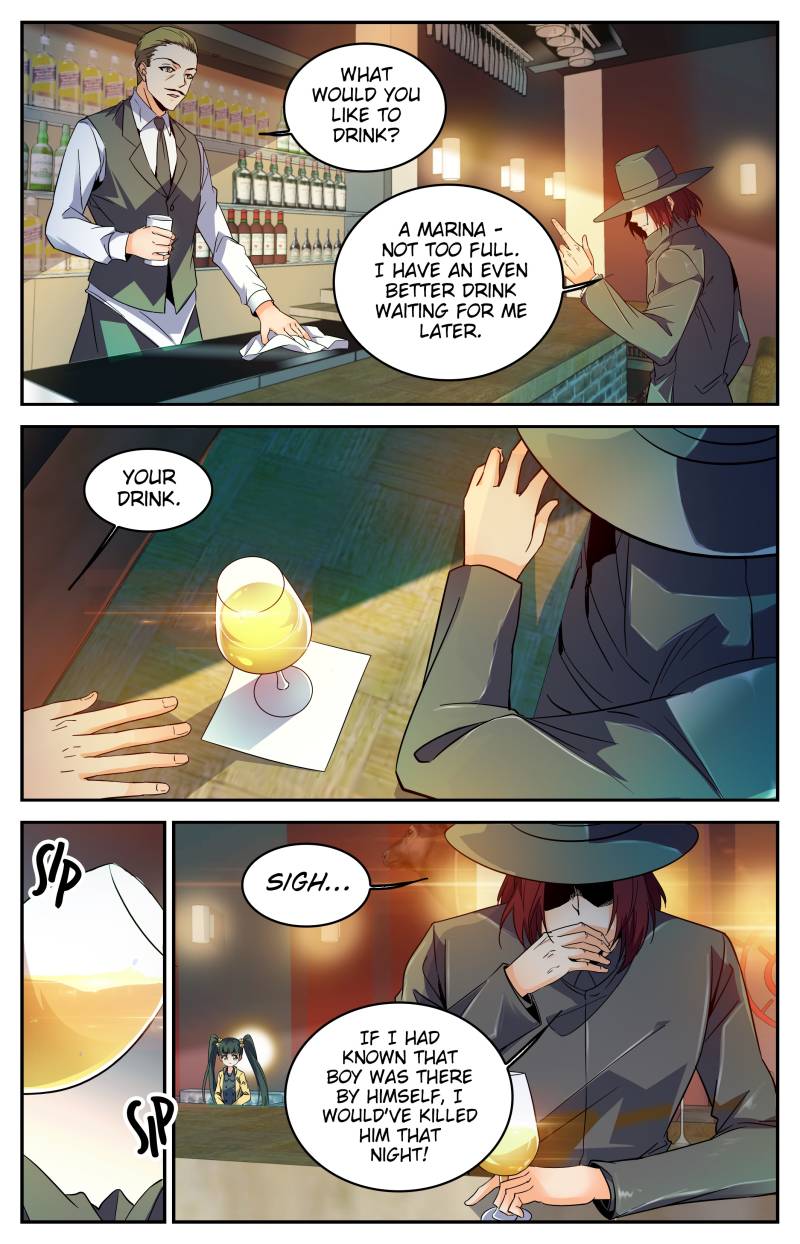 WHAT
WOULD YOU
LIKE TO
DRINK?
A MARINA -
NOT TOO FULL.
I HAVE AN EVEN
BETTER DRINK
WAITING FOR ME
LATER.
YOUR
DRINK.
SIP
SIP
SIGH...
IF I HAD
KNOWN THAT
BOY WAS THERE
BY HIMSELF, I
WOULD'VE KILLED
HIM THAT
NIGHT!